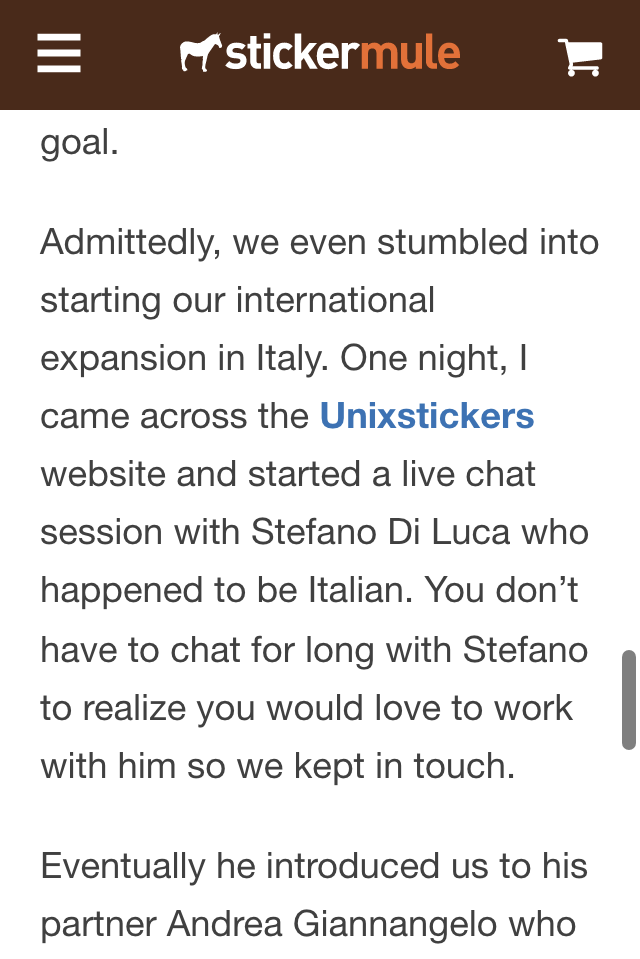 stickermule
goal.
Admittedly, we even stumbled into
starting our international
expansion in Italy. One night, I
came across the Unixstickers
website and started a live chat
session with Stefano Di Luca who
happened to be Italian. You don’t
have to chat for long with Stefano
to realize you would love to work
with him so we kept in touch.
Eventually he introduced us to his
partner Andrea Giannangelo who